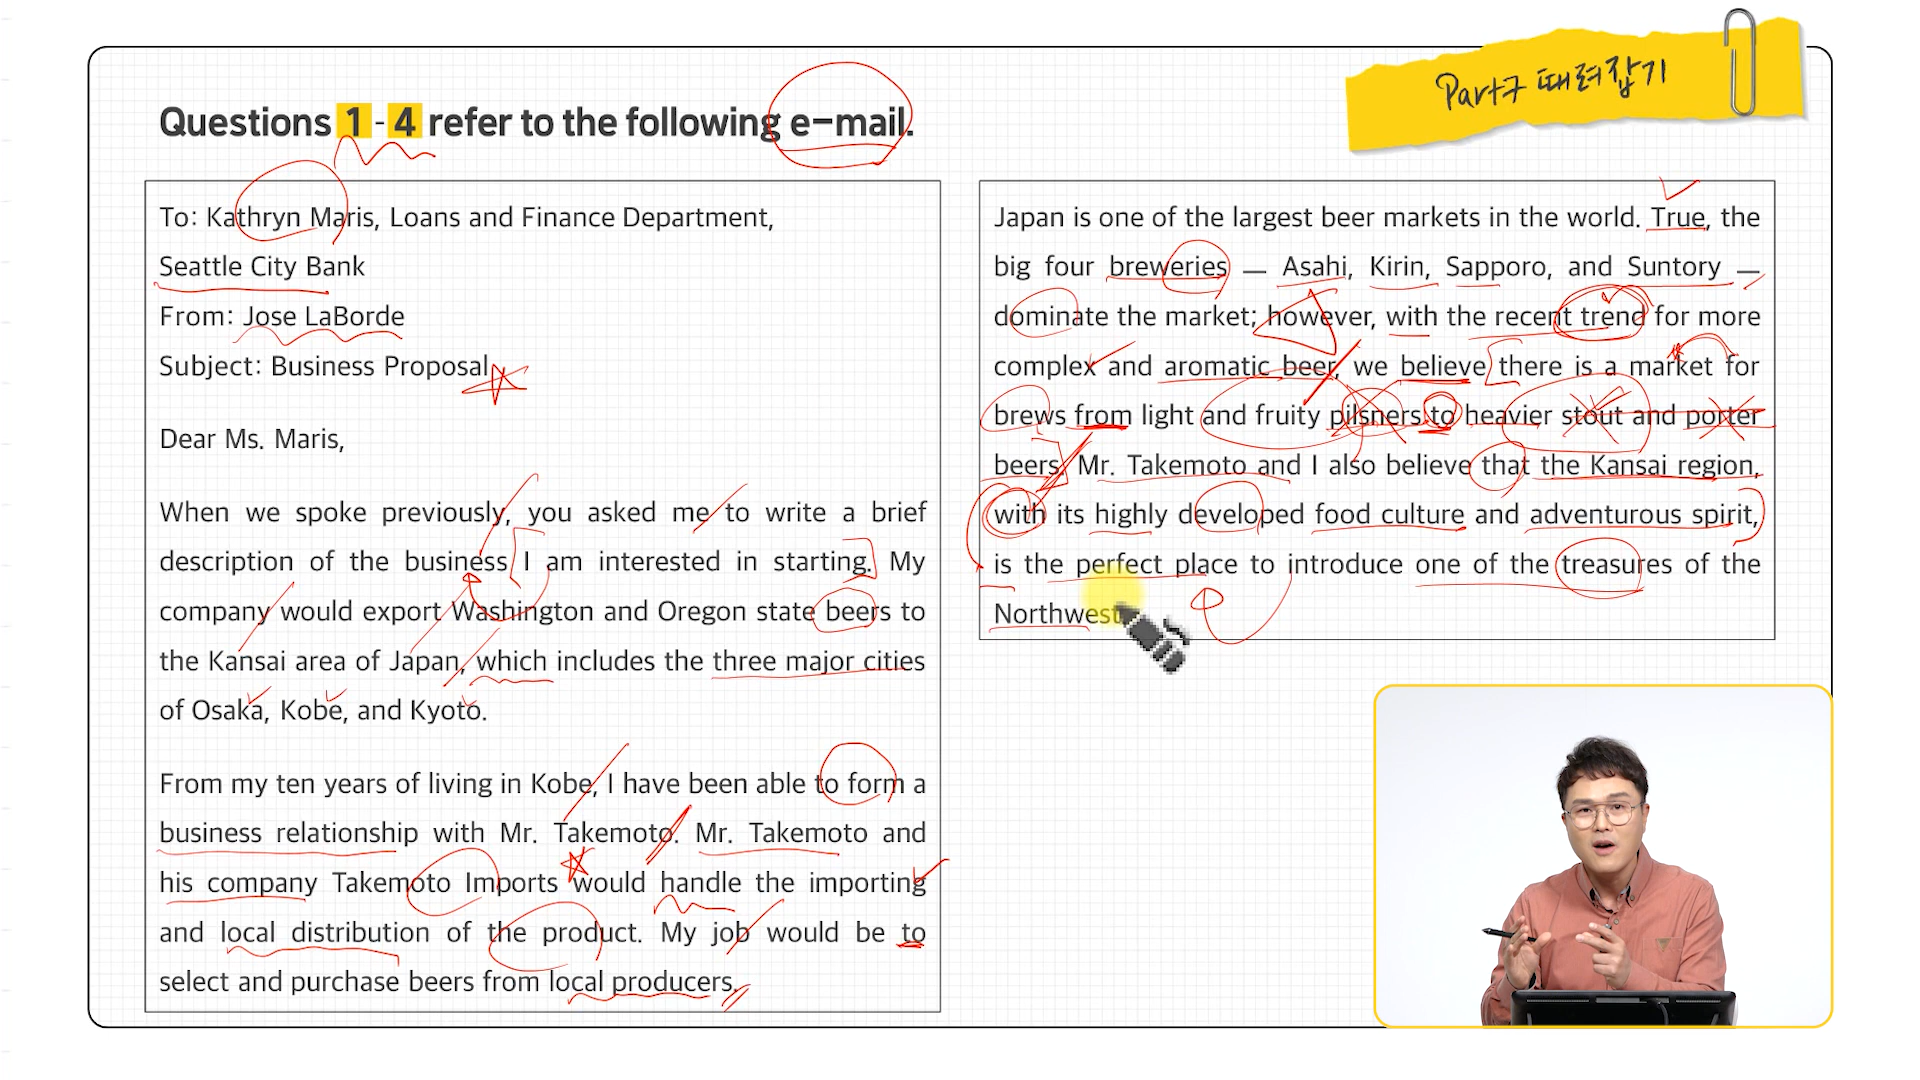 Part7 때려잡기
Questions 1 - 4 refer to the following e-mail.
To: Kathryn Maris, Loans and Finance Department,
Seattle City Bank
From: Jose LaBorde
Subject: Business Proposal
Dear Ms. Maris,
When we spoke previously, you asked me to write a brief
description of the business I am interested in starting. My
company would export Washington and Oregon state beers to
the Kansai area of Japan, which includes the three major cities
of Osaka, Kobe, and Kyoto.
From my ten years of living in Kobe, I have been able to form a
business relationship with Mr. Takemoto. Mr. Takemoto and
his company Takemoto Imports would handle the importing
and local distribution of the product. My job would be to
select and purchase beers from local producers.
Japan is one of the largest beer markets in the world. True, the
big four breweries — Asahi, Kirin, Sapporo, and Suntory —
dominate the market; however, with the recent trend for more
complex and aromatic beer, we believe there is a market for
brews from light and fruity pilsners to heavier stout and porter
beers. Mr. Takemoto and I also believe that the Kansai region,
with its highly developed food culture and adventurous spirit,
is the perfect place to introduce one of the treasures of the
Northwest.